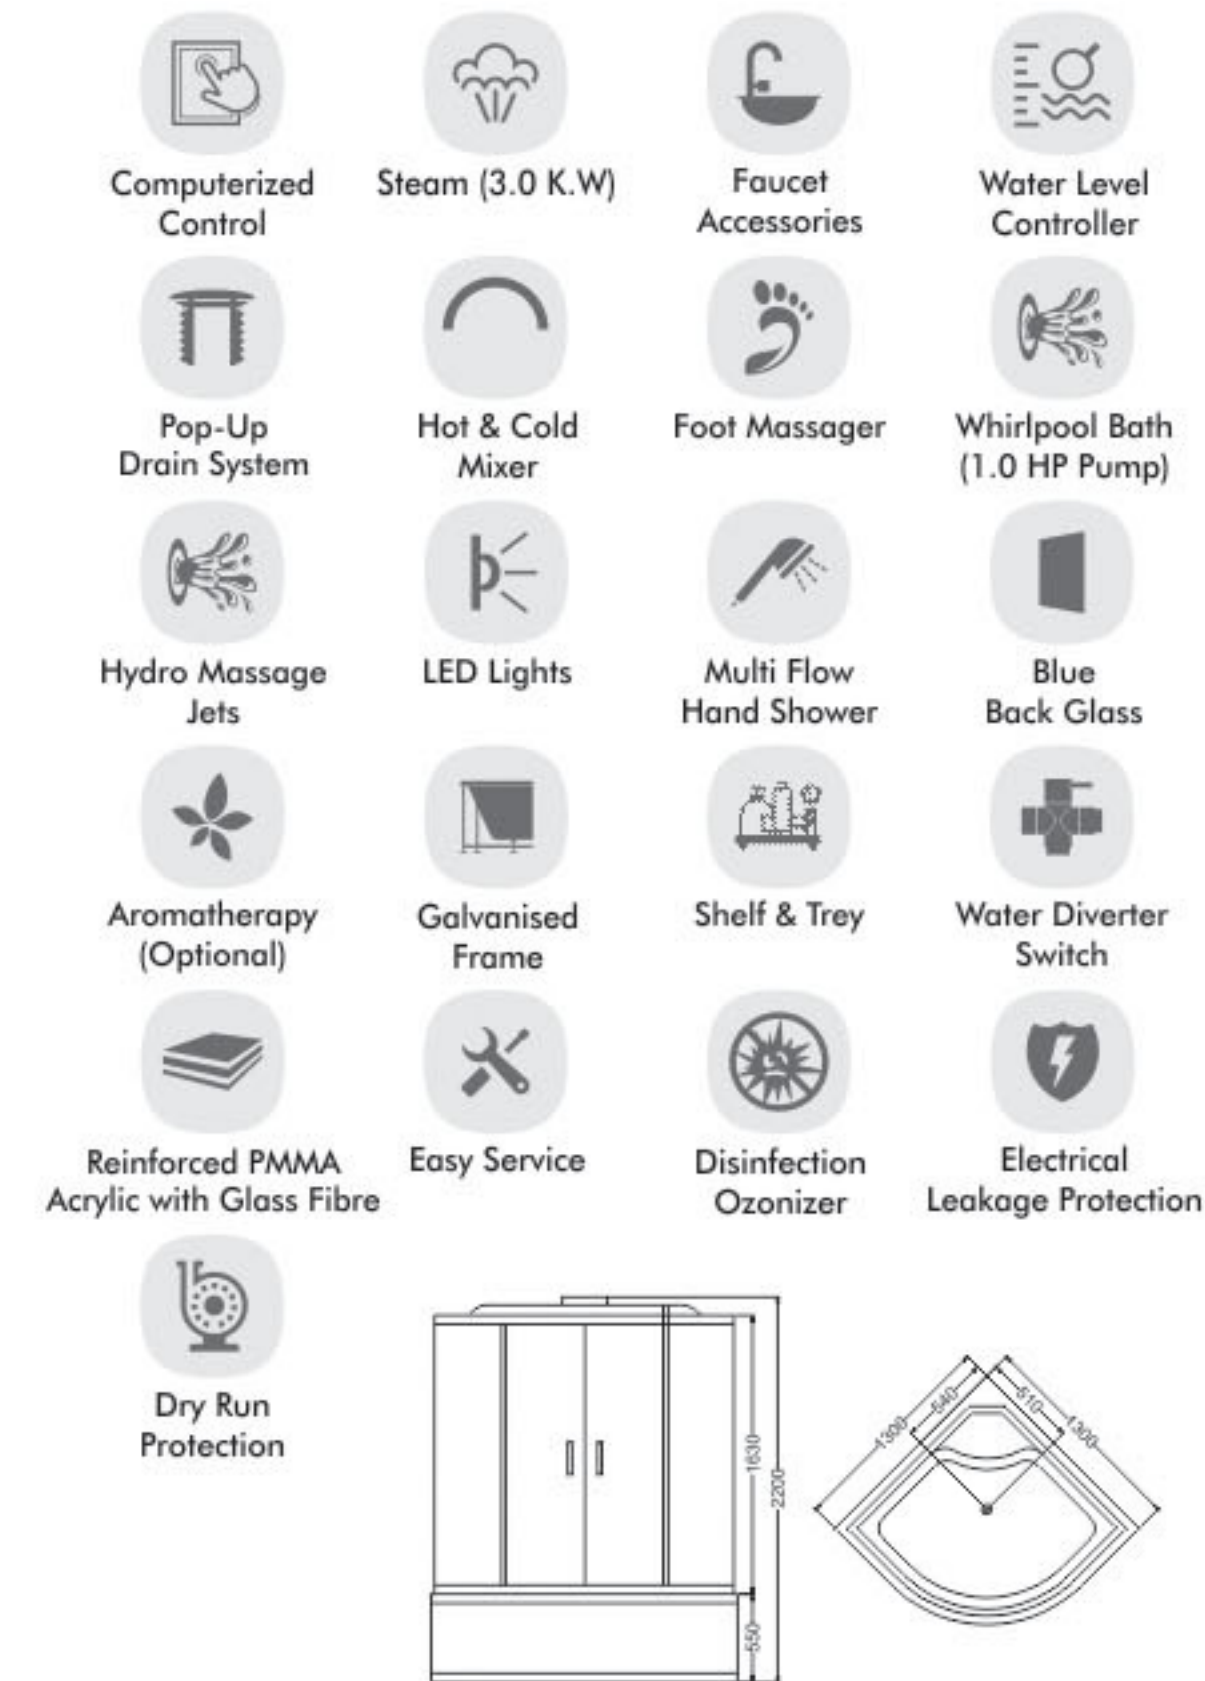 Computerized
Control
Steam (3.0 K.W)
Faucet
Accessories
Water Level
Controller
Pop-Up
Drain System
Hot & Cold
Mixer
Foot Massager
Whirlpool Bath
(1.0 HP Pump)
Hydro Massage
Jets
LED Lights
Multi Flow
Hand Shower
Blue
Back Glass
Aromatherapy
(Optional)
Galvanised
Frame
Shelf & Trey
Water Diverter
Switch
Reinforced PMMA
Acrylic with Glass Fibre
Easy Service
Disinfection
Ozonizer
Electrical
Leakage Protection
Dry Run
Protection
1630
2200
550
1300
540
510
1300